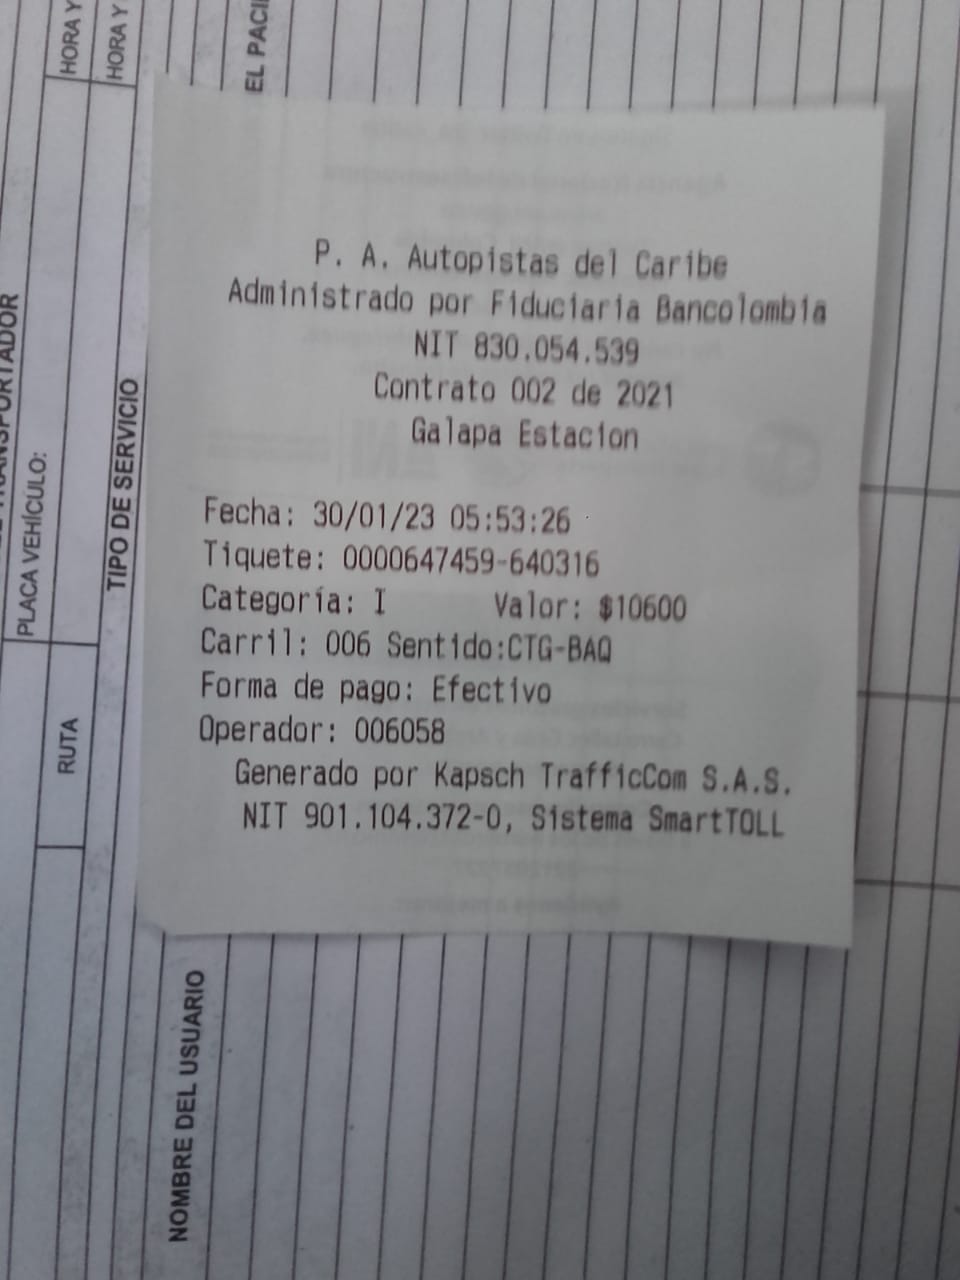 P. A. Autopistas del Caribe
Administrado por Fiduciaria Bancolombia
NIT 830.054.539
Contrato 002 de 2021
Galapa Estacion
Fecha: 30/01/23 05:53:26
Tiquete: 0000647459-640316
Categoría: I Valor: $10600
Carril: 006 Sentido:CTG-BAQ
Forma de pago: Efectivo
Operador: 006058
Generado por Kapsch TrafficCom S.A.S.
NIT 901.104.372-0, Sistema SmartTOLL
PLACA VEHÍCULO:
RUTA
HORA Y
HORA Y
TIPO DE SERVICIO
NOMBRE DEL USUARIO
EL